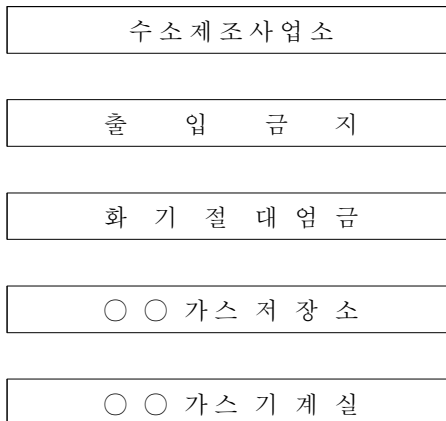 수소제조사업소
출 입 금 지
화 기 절 대 엄 금
○ ○ 가스 저 장 소
○ ○ 가스 기 계 실